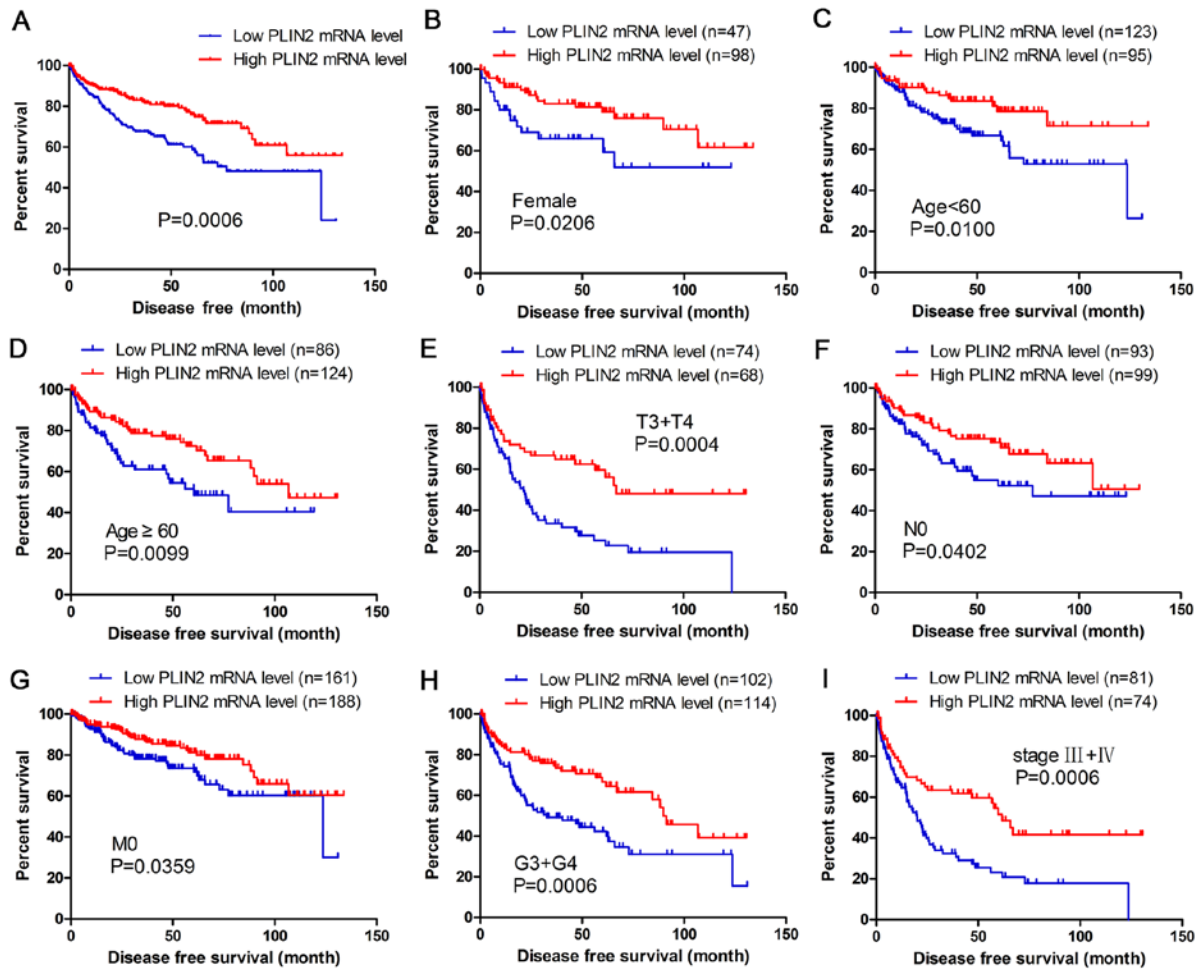 A
Low PLIN2 mRNA level
High PLIN2 mRNA level
Percent survival
100
80
60
40
20
0
P=0.0006
0 50 100 150
Disease free (month)
B
Low PLIN2 mRNA level (n=47)
High PLIN2 mRNA level (n=98)
Percent survival
100
80
60
40
20
0
Female
P=0.0206
0 50 100 150
Disease free survival (month)
C
Low PLIN2 mRNA level (n=123)
High PLIN2 mRNA level (n=95)
Percent survival
100
80
60
40
20
0
Age<60
P=0.0100
0 50 100 150
Disease free survival (month)
D
Low PLIN2 mRNA level (n=86)
High PLIN2 mRNA level (n=124)
Percent survival
100
80
60
40
20
0
Age ≥ 60
P=0.0099
0 50 100 150
Disease free survival (month)
E
Low PLIN2 mRNA level (n=74)
High PLIN2 mRNA level (n=68)
Percent survival
100
80
60
40
20
0
T3+T4
P=0.0004
0 50 100 150
Disease free survival (month)
F
Low PLIN2 mRNA level (n=93)
High PLIN2 mRNA level (n=99)
Percent survival
100
80
60
40
20
0
N0
P=0.0402
0 50 100 150
Disease free survival (month)
G
Low PLIN2 mRNA level (n=161)
High PLIN2 mRNA level (n=188)
Percent survival
100
80
60
40
20
0
M0
P=0.0359
0 50 100 150
Disease free survival (month)
H
Low PLIN2 mRNA level (n=102)
High PLIN2 mRNA level (n=114)
Percent survival
100
80
60
40
20
0
G3+G4
P=0.0006
0 50 100 150
Disease free survival (month)
I
Low PLIN2 mRNA level (n=81)
High PLIN2 mRNA level (n=74)
Percent survival
100
80
60
40
20
0
stage Ⅲ+Ⅳ
P=0.0006
0 50 100 150
Disease free survival (month)